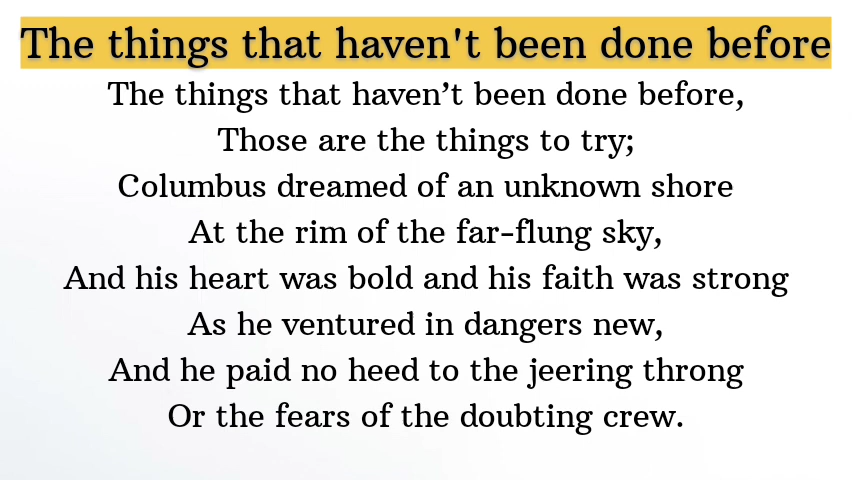 The things that haven't been done before
The things that haven’t been done before,
Those are the things to try;
Columbus dreamed of an unknown shore
At the rim of the far-flung sky,
And his heart was bold and his faith was strong
As he ventured in dangers new,
And he paid no heed to the jeering throng
Or the fears of the doubting crew.